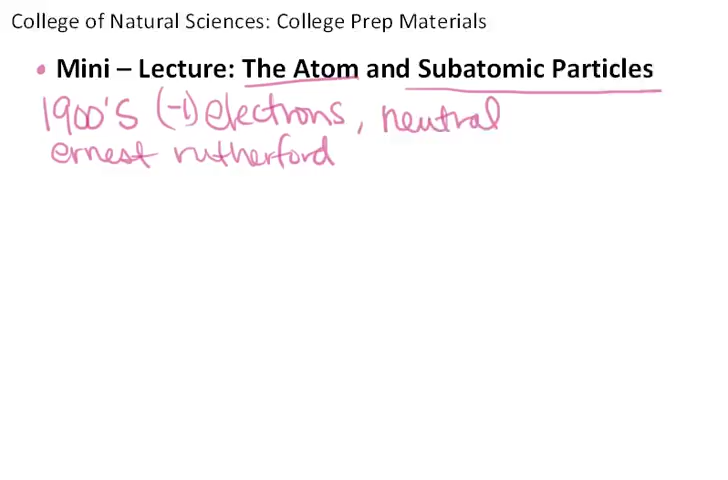 College of Natural Sciences: College Prep Materials
• Mini – Lecture: The Atom and Subatomic Particles
1900's (-1) electrons, neutral
ernest rutherford